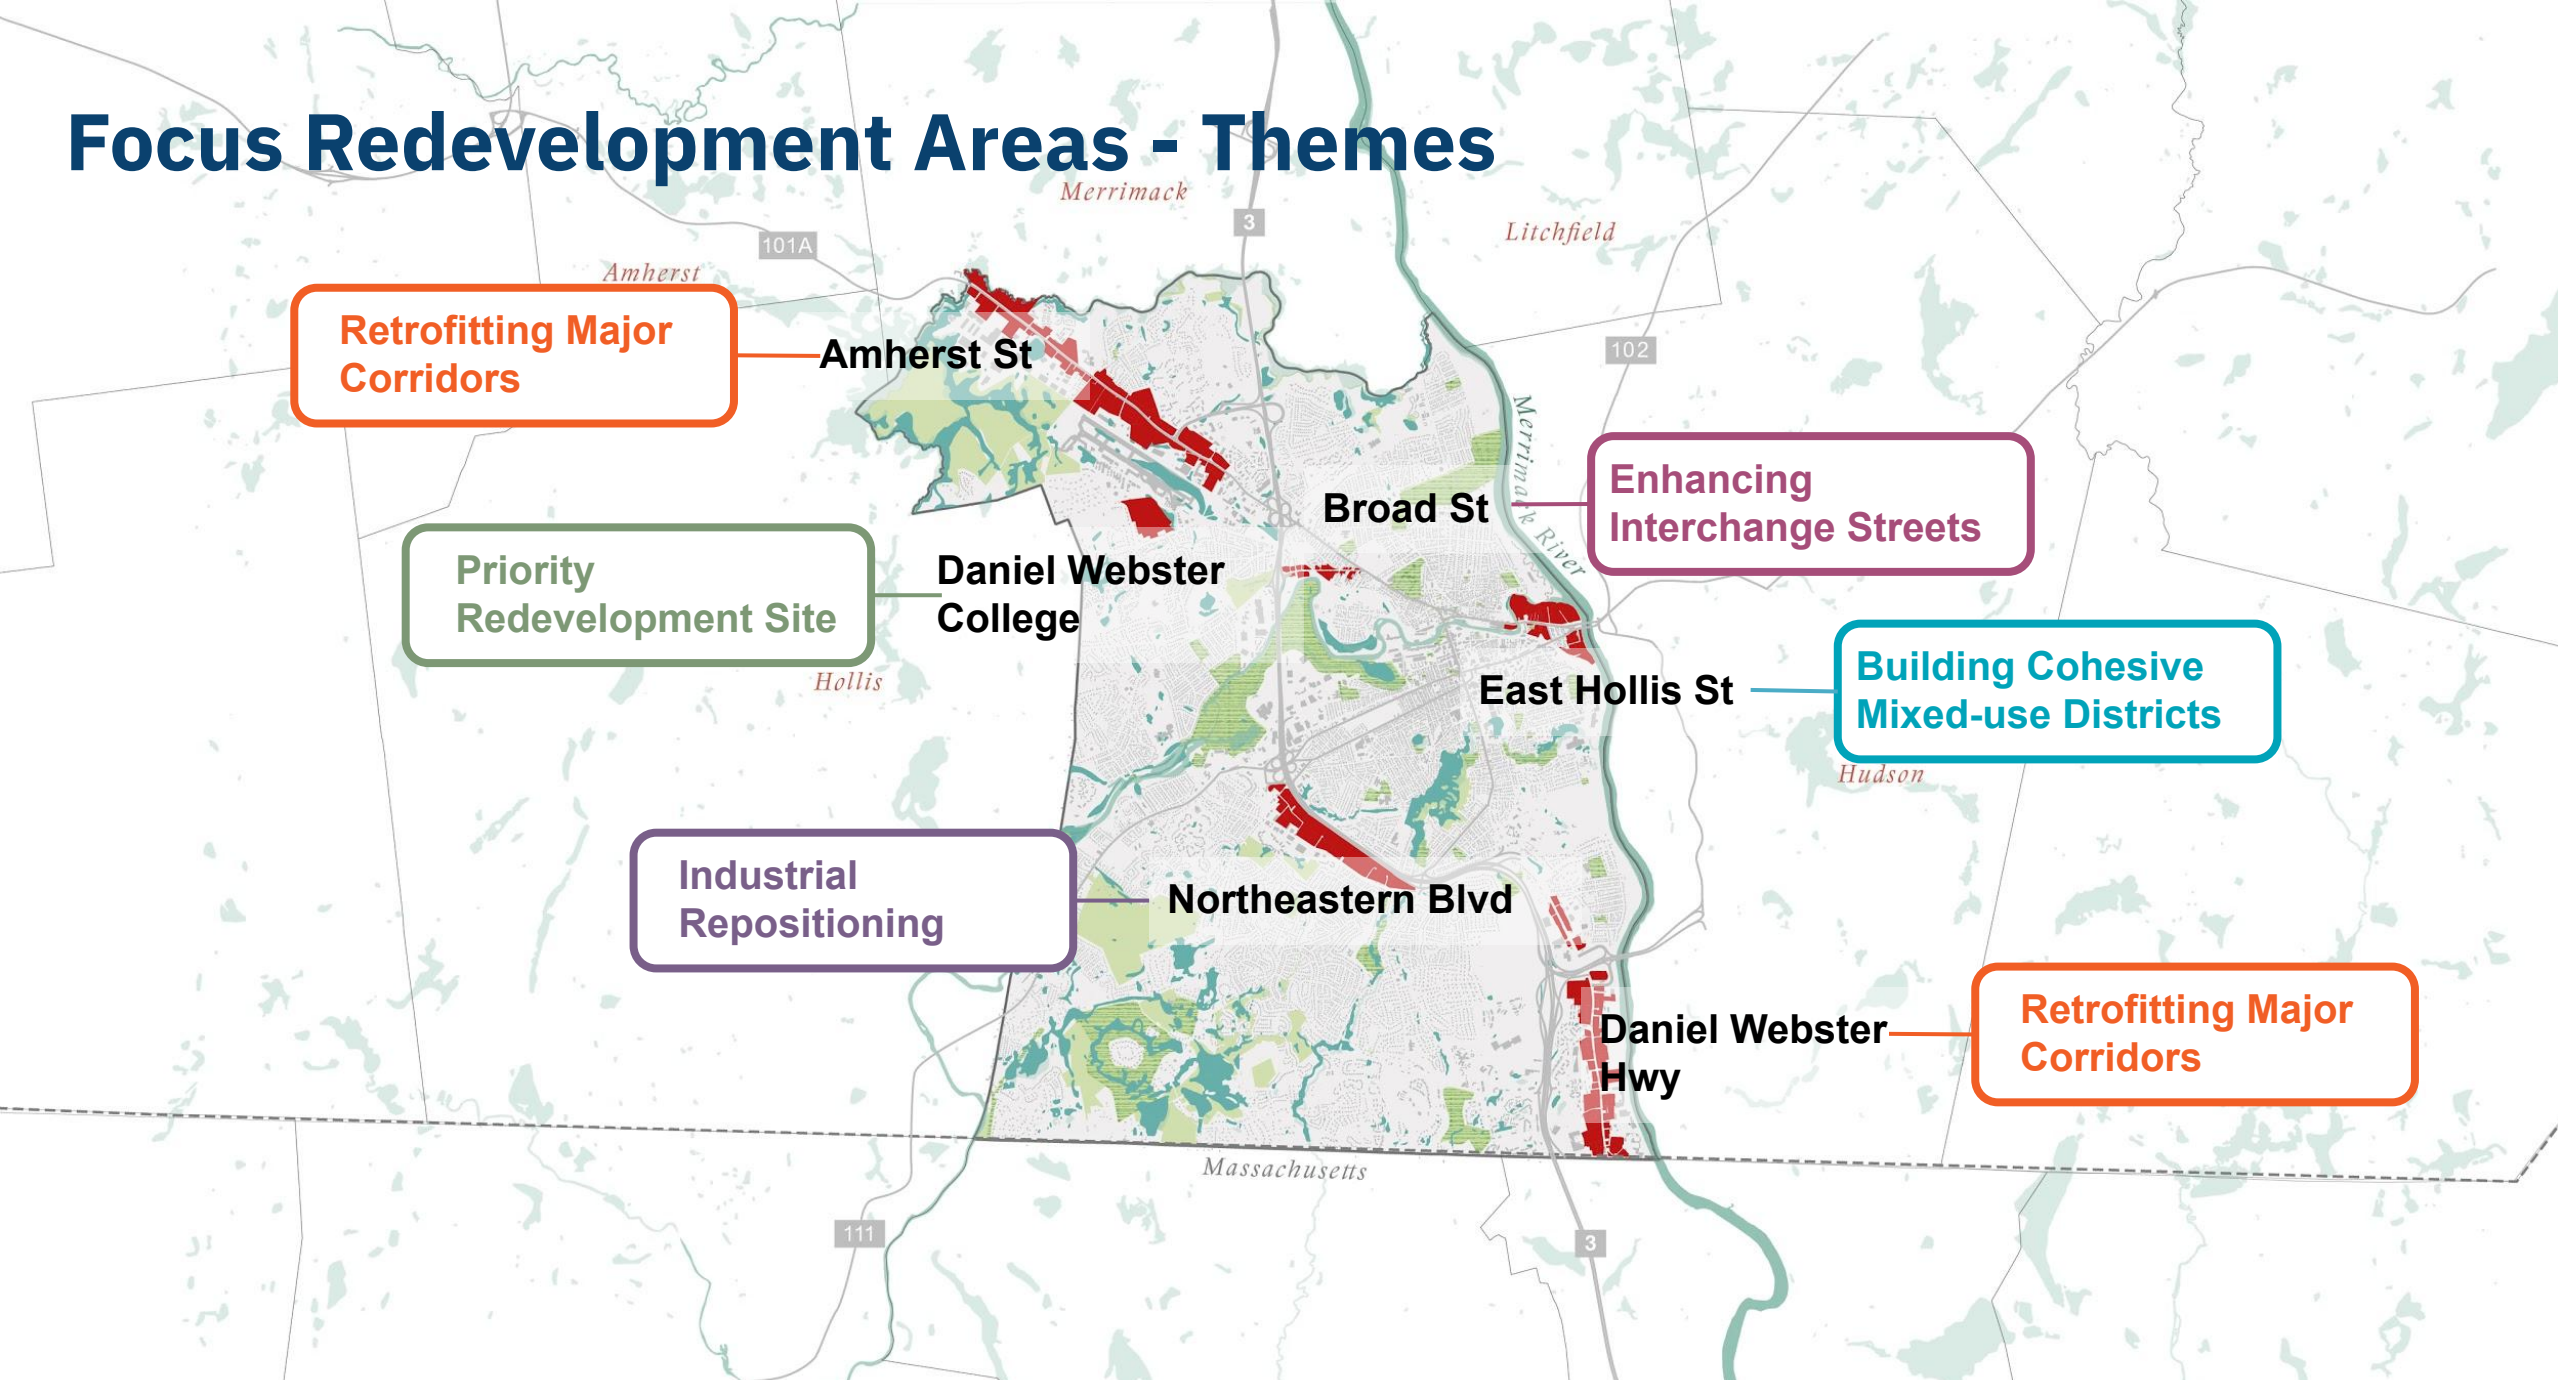 Focus Redevelopment Areas - Themes
Merrimack
3
Litchfield
101A
Amherst
Retrofitting Major
Corridors
Amherst St
102
Merrimack River
Broad St
Enhancing
Interchange Streets
Priority
Redevelopment Site
Daniel Webster
College
Hollis
East Hollis St
Building Cohesive
Mixed-use Districts
Hudson
Industrial
Repositioning
Northeastern Blvd
Daniel Webster
Hwy
Retrofitting Major
Corridors
Massachusetts
111
3